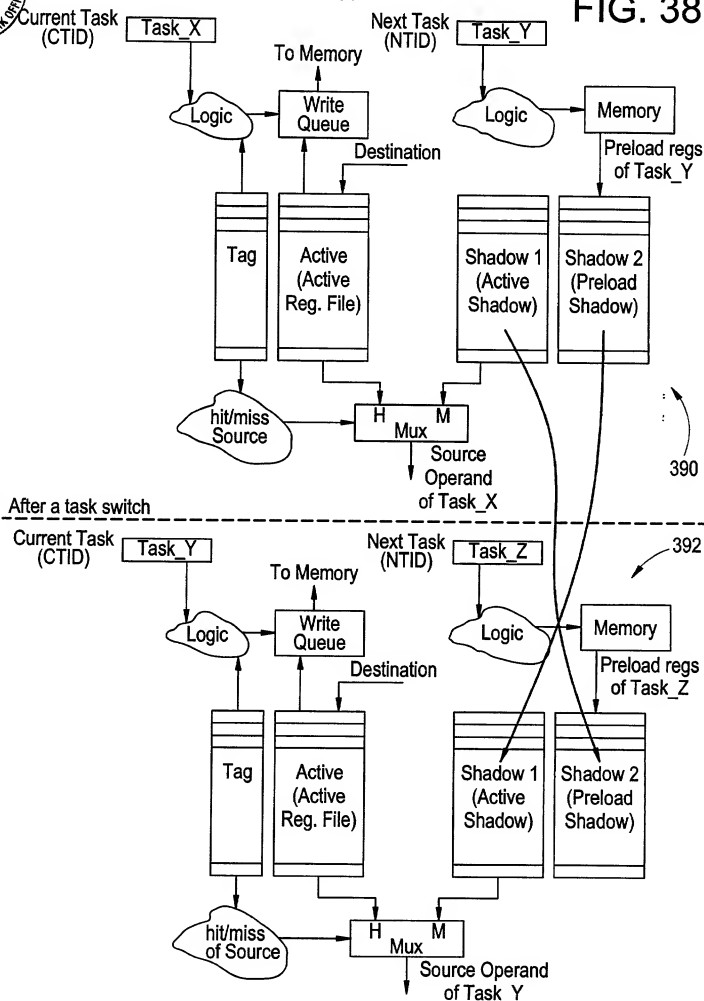 FIG. 38
Current Task
(CTID)
Task_X
Next Task
(NTID)
Task_Y
To Memory
Logic
Write
Queue
Logic
Memory
Destination
Preload regs
of Task_Y
Tag
Active
(Active
Reg. File)
Shadow 1
(Active
Shadow)
Shadow 2
(Preload
Shadow)
hit/miss
Source
H M
Mux
Source
Operand
of Task_X
390
After a task switch
Current Task
(CTID)
Task_Y
Next Task
(NTID)
Task_Z
392
To Memory
Logic
Write
Queue
Logic
Memory
Destination
Preload regs
of Task_Z
Tag
Active
(Active
Reg. File)
Shadow 1
(Active
Shadow)
Shadow 2
(Preload
Shadow)
hit/miss
of Source
H M
Mux
Source Operand
of Task_Y